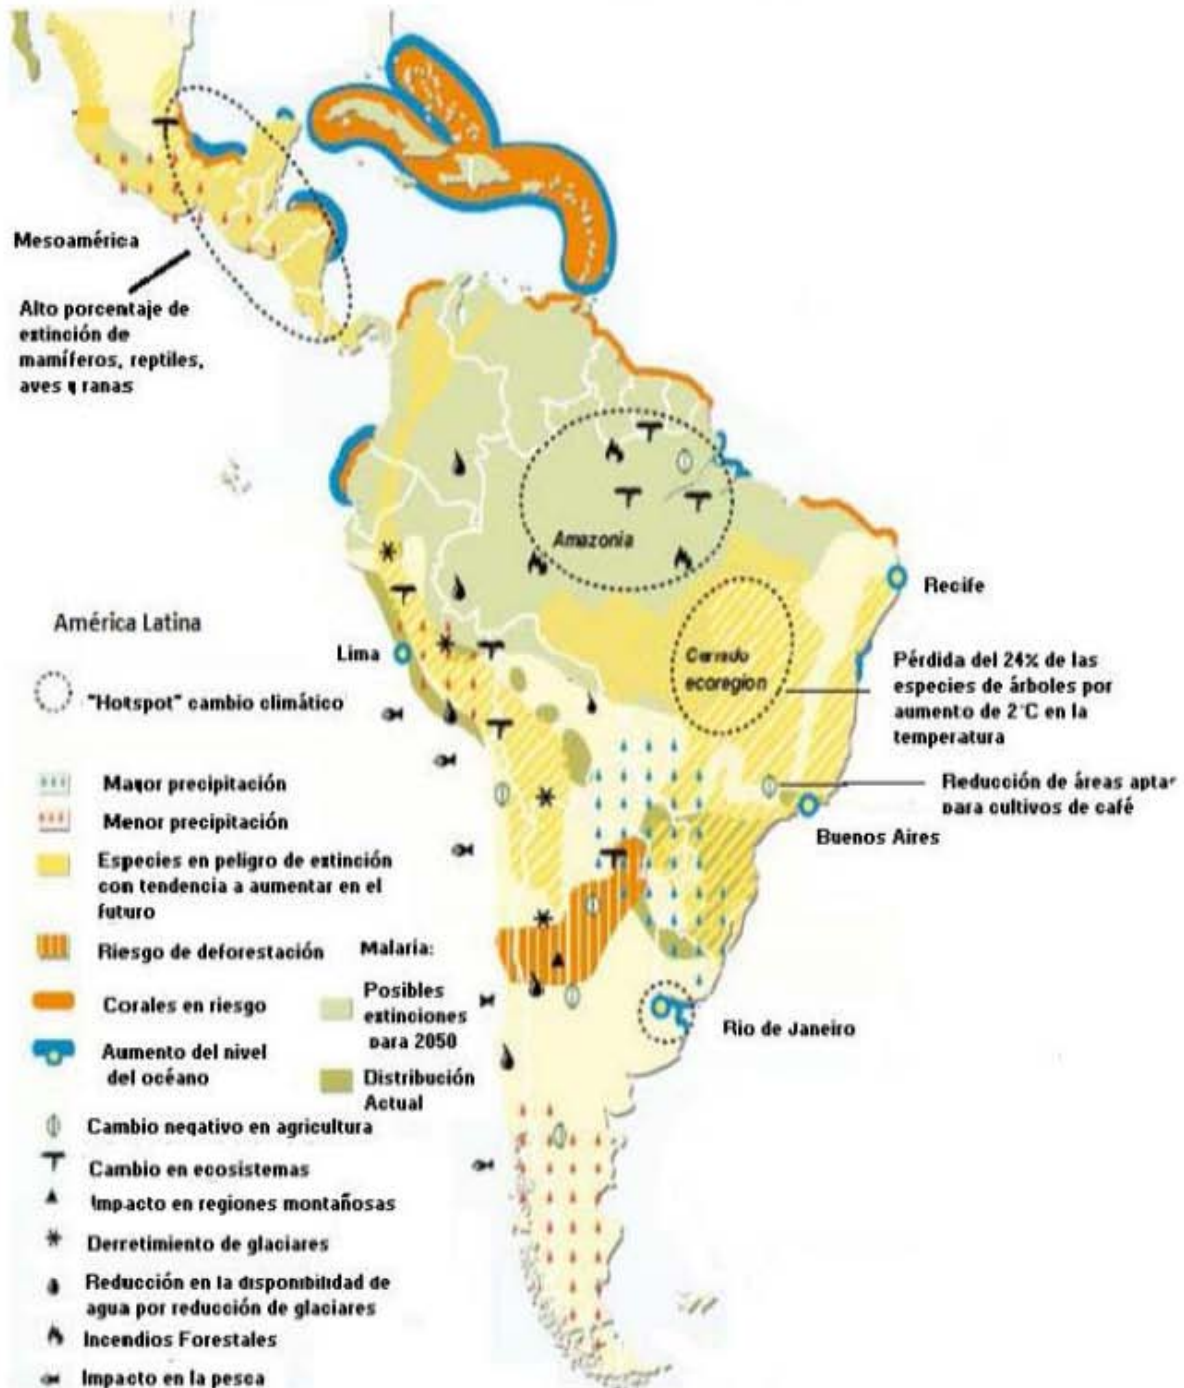 Mesoamérica
Alto porcentaje de
extinción de
mamíferos, reptiles,
aves y ranas
Amazonia
Recife
América Latina
Lima
Cerrado
ecoregion
Pérdida del 24% de las
especies de árboles por
aumento de 2°C en la
temperatura
"Hotspot" cambio climático
Reducción de áreas aptas
para cultivos de café
Buenos Aires
Mayor precipitación
Menor precipitación
Especies en peligro de extinción
con tendencia a aumentar en el
futuro
Riesgo de deforestación
Malaria:
Corales en riesgo
Posibles
extinciones
para 2050
Rio de Janeiro
Aumento del nivel
del océano
Distribución
Actual
Cambio negativo en agricultura
Cambio en ecosistemas
Impacto en regiones montañosas
Derretimiento de glaciares
Reducción en la disponibilidad de
agua por reducción de glaciares
Incendios Forestales
Impacto en la pesca